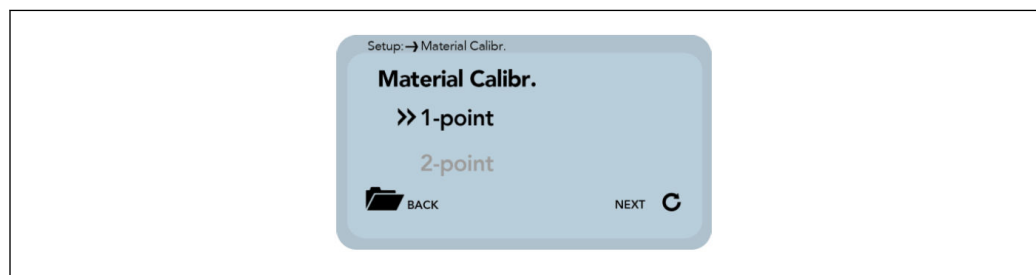 Setup:➔Material Calibr.
Material Calibr.
» 1-point
2-point
BACK
NEXT